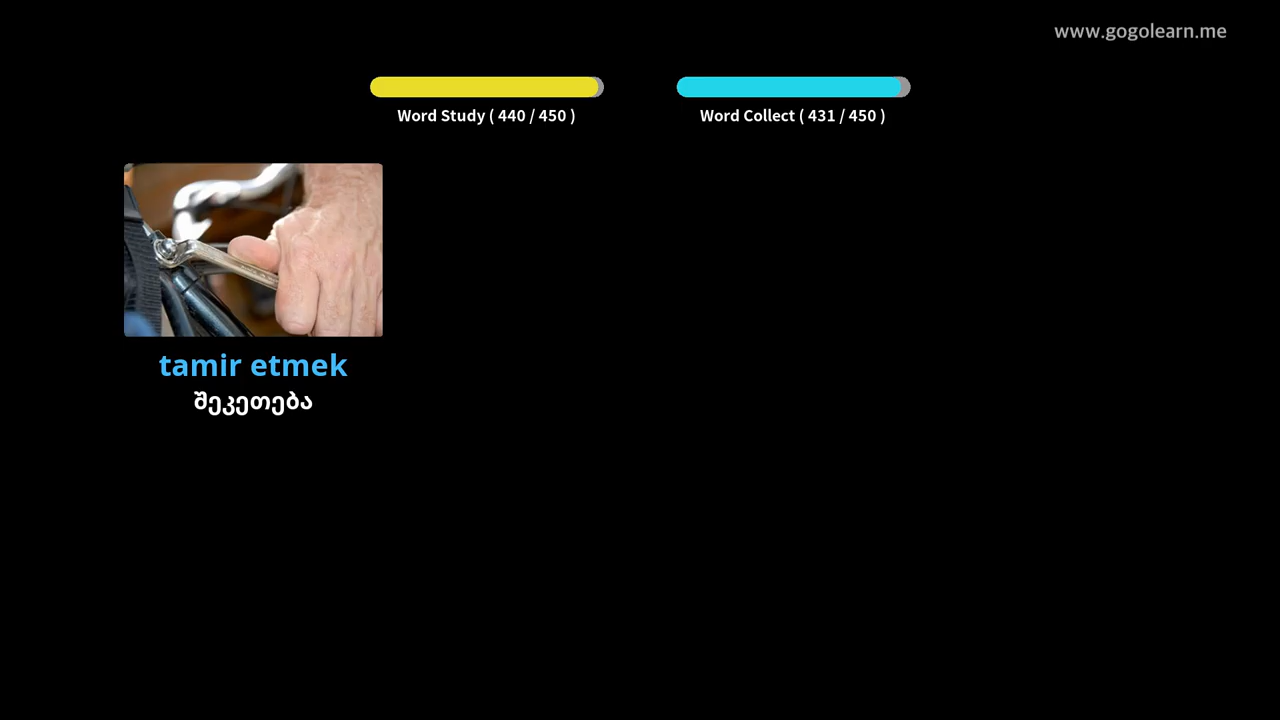 www.gogolearn.me
Word Study ( 440 / 450 )
Word Collect ( 431 / 450 )
tamir etmek
შეკეთება